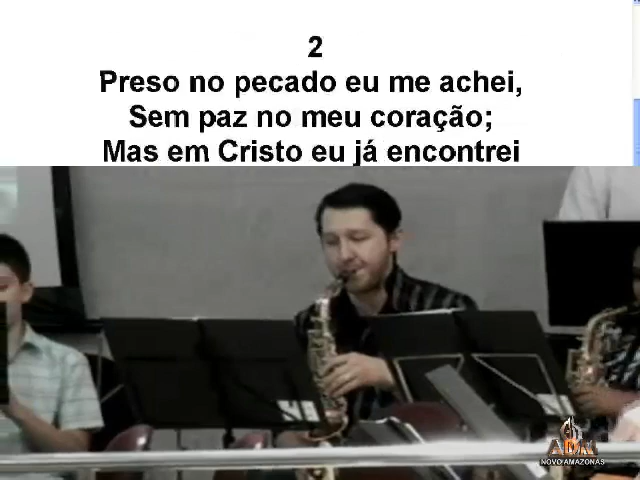 2
Preso no pecado eu me achei,
Sem paz no meu coração;
Mas em Cristo eu já encontrei
NOVO AMAZONAS